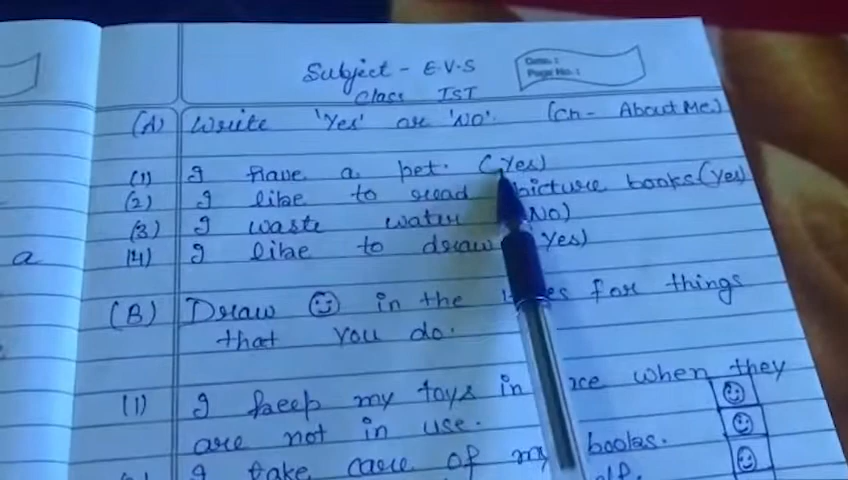 Subject - E.V.S
Class IST
Class :
Page No. :
(A) Write 'Yes' or 'No'. (Ch- About Me)
(1) I have a pet. (Yes)
(2) I like to read picture books (Yes)
(3) I waste water (No)
(4) I like to draw (Yes)
a
(B) Draw ☺ in the for things
that you do.
(1) I keep my toys in when they
are not in use. ☺
☺
I take care of my books. ☺